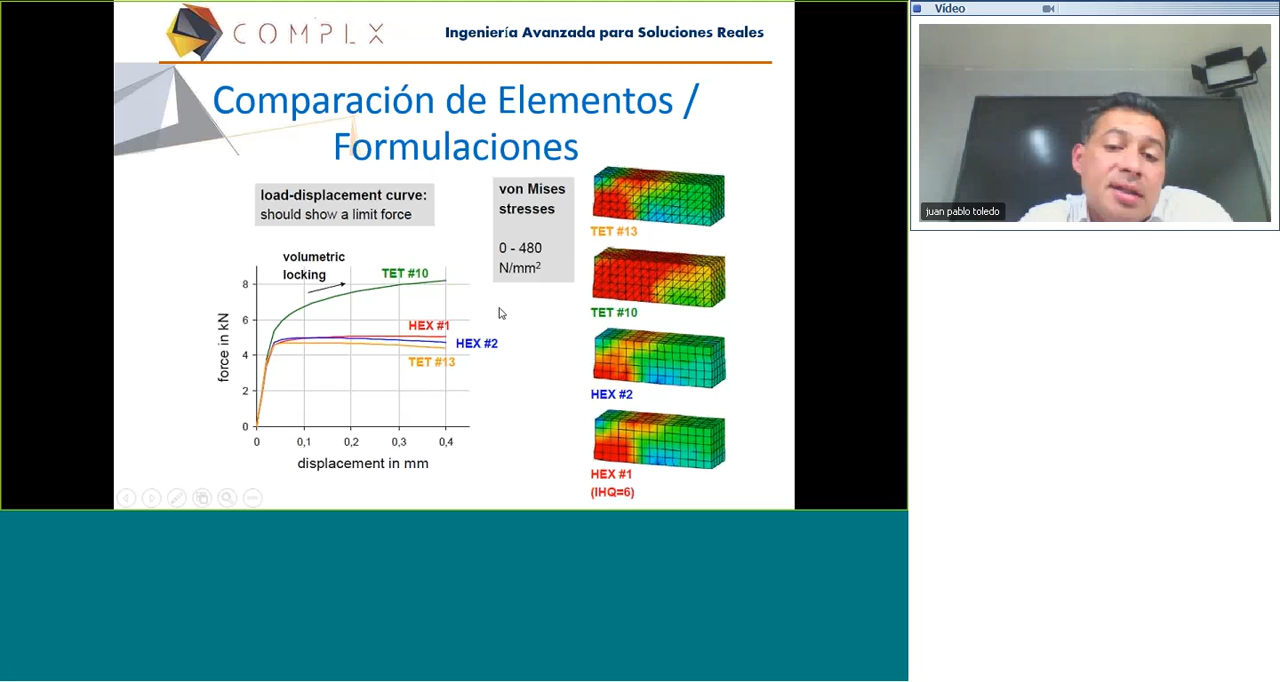 COMPLX
Ingeniería Avanzada para Soluciones Reales
Comparación de Elementos /
Formulaciones
load-displacement curve:
should show a limit force
von Mises
stresses
0 - 480
N/mm²
volumetric
locking
TET #10
HEX #1
HEX #2
TET #13
force in kN
8
6
4
2
0
0
0,1
0,2
0,3
0,4
displacement in mm
TET #13
TET #10
HEX #2
HEX #1
(IHQ=6)
Vídeo
juan pablo toledo